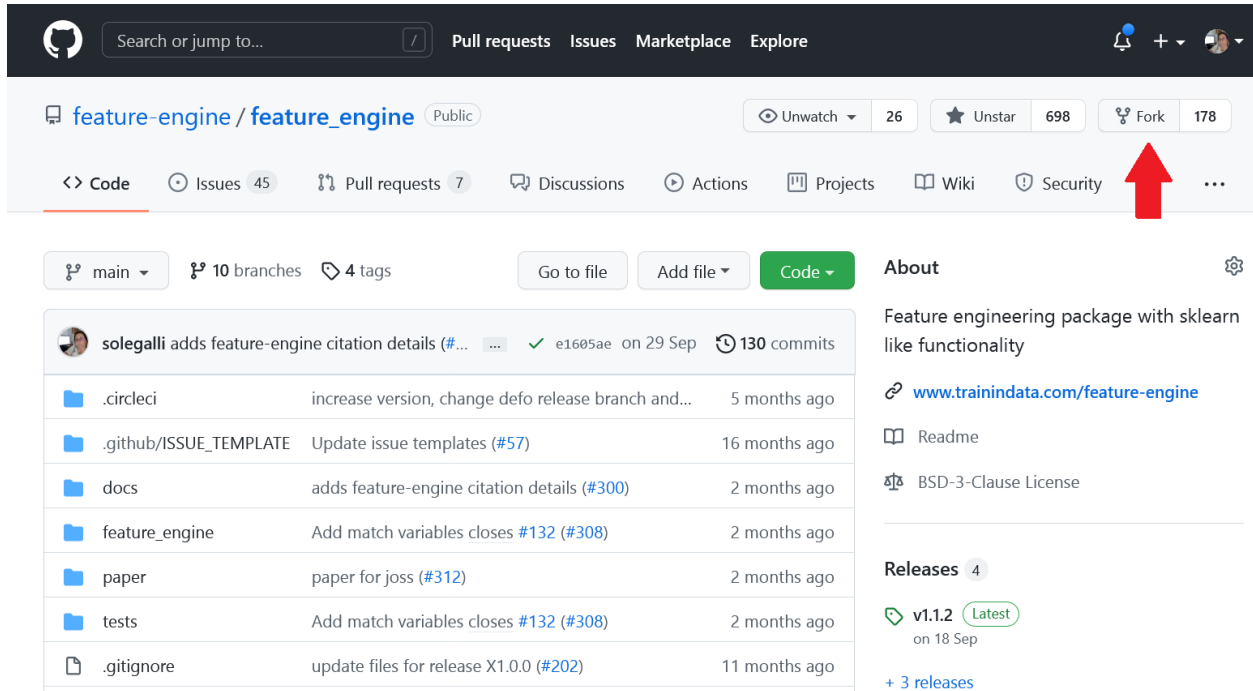 Search or jump to... / Pull requests Issues Marketplace Explore
feature-engine / feature_engine Public Unwatch 26 Unstar 698 Fork 178
<> Code Issues 45 Pull requests 7 Discussions Actions Projects Wiki Security ...
main 10 branches 4 tags Go to file Add file Code
solegalli adds feature-engine citation details (#... ... e1605ae on 29 Sep 130 commits
.circleci increase version, change defo release branch and... 5 months ago
.github/ISSUE_TEMPLATE Update issue templates (#57) 16 months ago
docs adds feature-engine citation details (#300) 2 months ago
feature_engine Add match variables closes #132 (#308) 2 months ago
paper paper for joss (#312) 2 months ago
tests Add match variables closes #132 (#308) 2 months ago
.gitignore update files for release X1.0.0 (#202) 11 months ago
About
Feature engineering package with sklearn
like functionality
www.trainindata.com/feature-engine
Readme
BSD-3-Clause License
Releases 4
v1.1.2 Latest
on 18 Sep
+ 3 releases